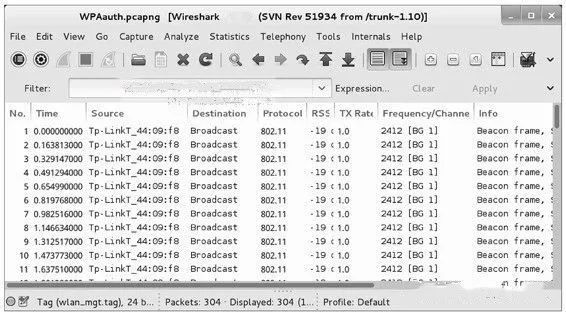 WPAauth.pcapng [Wireshark (SVN Rev 51934 from /trunk-1.10)]
File Edit View Go Capture Analyze Statistics Telephony Tools Internals Help
Filter: Expression... Clear Apply
No. Time Source Destination Protocol RSS TX Rate Frequency/Channe Info
1 0.000000000 Tp-LinkT_44:09:f8 Broadcast 802.11 -19 d 1.0 2412 [BG 1] Beacon frame, S
2 0.163813000 Tp-LinkT_44:09:f8 Broadcast 802.11 -19 d 1.0 2412 [BG 1] Beacon frame, S
3 0.329147000 Tp-LinkT_44:09:f8 Broadcast 802.11 -19 d 1.0 2412 [BG 1] Beacon frame, S
4 0.491294000 Tp-LinkT_44:09:f8 Broadcast 802.11 -19 d 1.0 2412 [BG 1] Beacon frame, S
5 0.654990000 Tp-LinkT_44:09:f8 Broadcast 802.11 -19 d 1.0 2412 [BG 1] Beacon frame, S
6 0.819768000 Tp-LinkT_44:09:f8 Broadcast 802.11 -19 d 1.0 2412 [BG 1] Beacon frame, S
7 0.982516000 Tp-LinkT_44:09:f8 Broadcast 802.11 -19 d 1.0 2412 [BG 1] Beacon frame, S
8 1.146634000 Tp-LinkT_44:09:f8 Broadcast 802.11 -19 d 1.0 2412 [BG 1] Beacon frame, S
9 1.312517000 Tp-LinkT_44:09:f8 Broadcast 802.11 -19 d 1.0 2412 [BG 1] Beacon frame, S
10 1.473773000 Tp-LinkT_44:09:f8 Broadcast 802.11 -19 d 1.0 2412 [BG 1] Beacon frame, S
11 1.637510000 Tp-LinkT_44:09:f8 Broadcast 802.11 -19 d 1.0 2412 [BG 1] Beacon frame, S
Tag (wlan_mgt.tag), 24 b... Packets: 304 · Displayed: 304 (1... Profile: Default